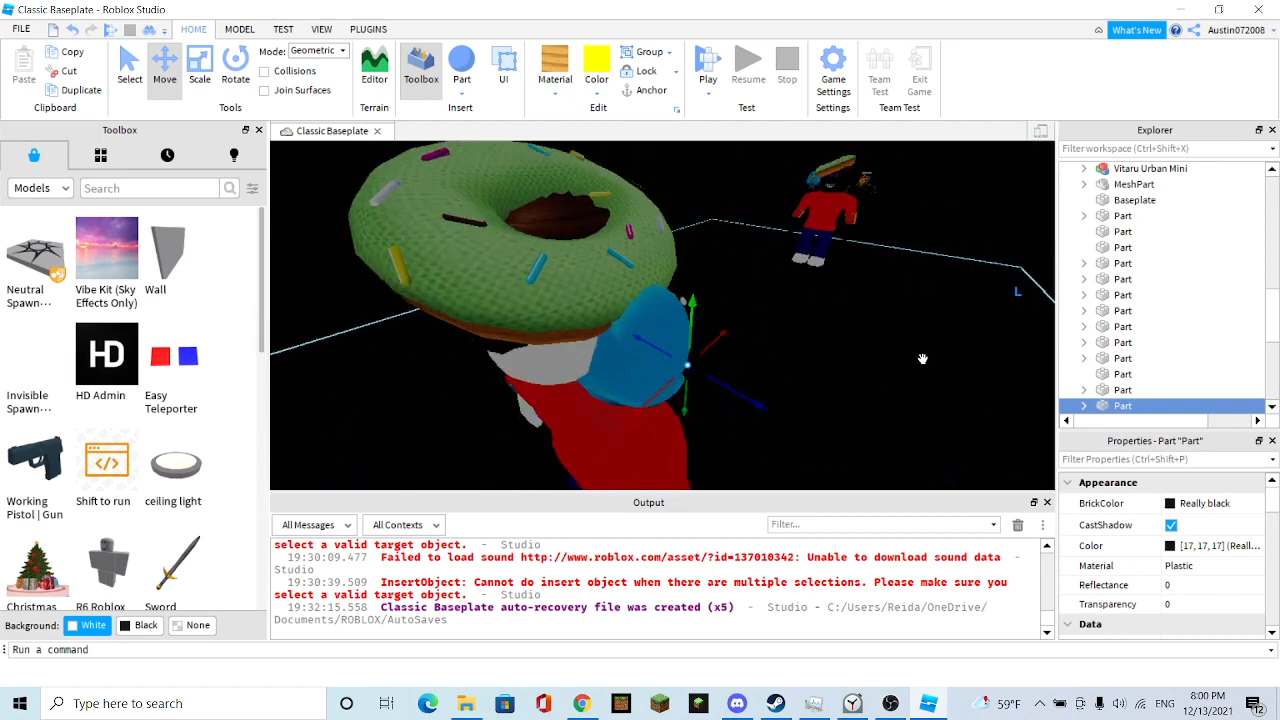 Classic Baseplate - Roblox Studio
FILE
HOME
MODEL
TEST
VIEW
PLUGINS
What's New
Austin072008
Paste
Copy
Cut
Duplicate
Clipboard
Select
Move
Scale
Rotate
Mode: Geometric
Collisions
Join Surfaces
Tools
Editor
Terrain
Toolbox
Part
UI
Insert
Material
Color
Group
Lock
Anchor
Edit
Play
Resume
Stop
Test
Game
Settings
Settings
Team
Test
Exit
Game
Team Test
Toolbox
Models
Search
Neutral
Spawn···
Vibe Kit (Sky
Effects Only)
Wall
Invisible
Spawn···
HD
HD Admin
Easy
Teleporter
Working
Pistol | Gun
</>
Shift to run
ceiling light
Christmas
R6 Roblox
Sword
Background:
White
Black
None
Classic Baseplate
L
Output
All Messages
All Contexts
Filter...
select a valid target object. - Studio
19:30:09.477 Failed to load sound http://www.roblox.com/asset/?id=137010342: Unable to download sound data -
Studio
19:30:39.509 InsertObject: Cannot do insert object when there are multiple selections. Please make sure you
select a valid target object. - Studio
19:32:15.558 Classic Baseplate auto-recovery file was created (x5) - Studio - C:/Users/Reida/OneDrive/
Documents/ROBLOX/AutoSaves
Explorer
Filter workspace (Ctrl+Shift+X)
Vitaru Urban Mini
MeshPart
Baseplate
Part
Part
Part
Part
Part
Part
Part
Part
Part
Part
Part
Part
Part
Properties - Part "Part"
Filter Properties (Ctrl+Shift+P)
Appearance
BrickColor Really black
CastShadow
Color [17, 17, 17] (Reall...
Material Plastic
Reflectance 0
Transparency 0
Data
Run a command
Type here to search
59°F
ENG
12:00 PM
12/13/2021
2